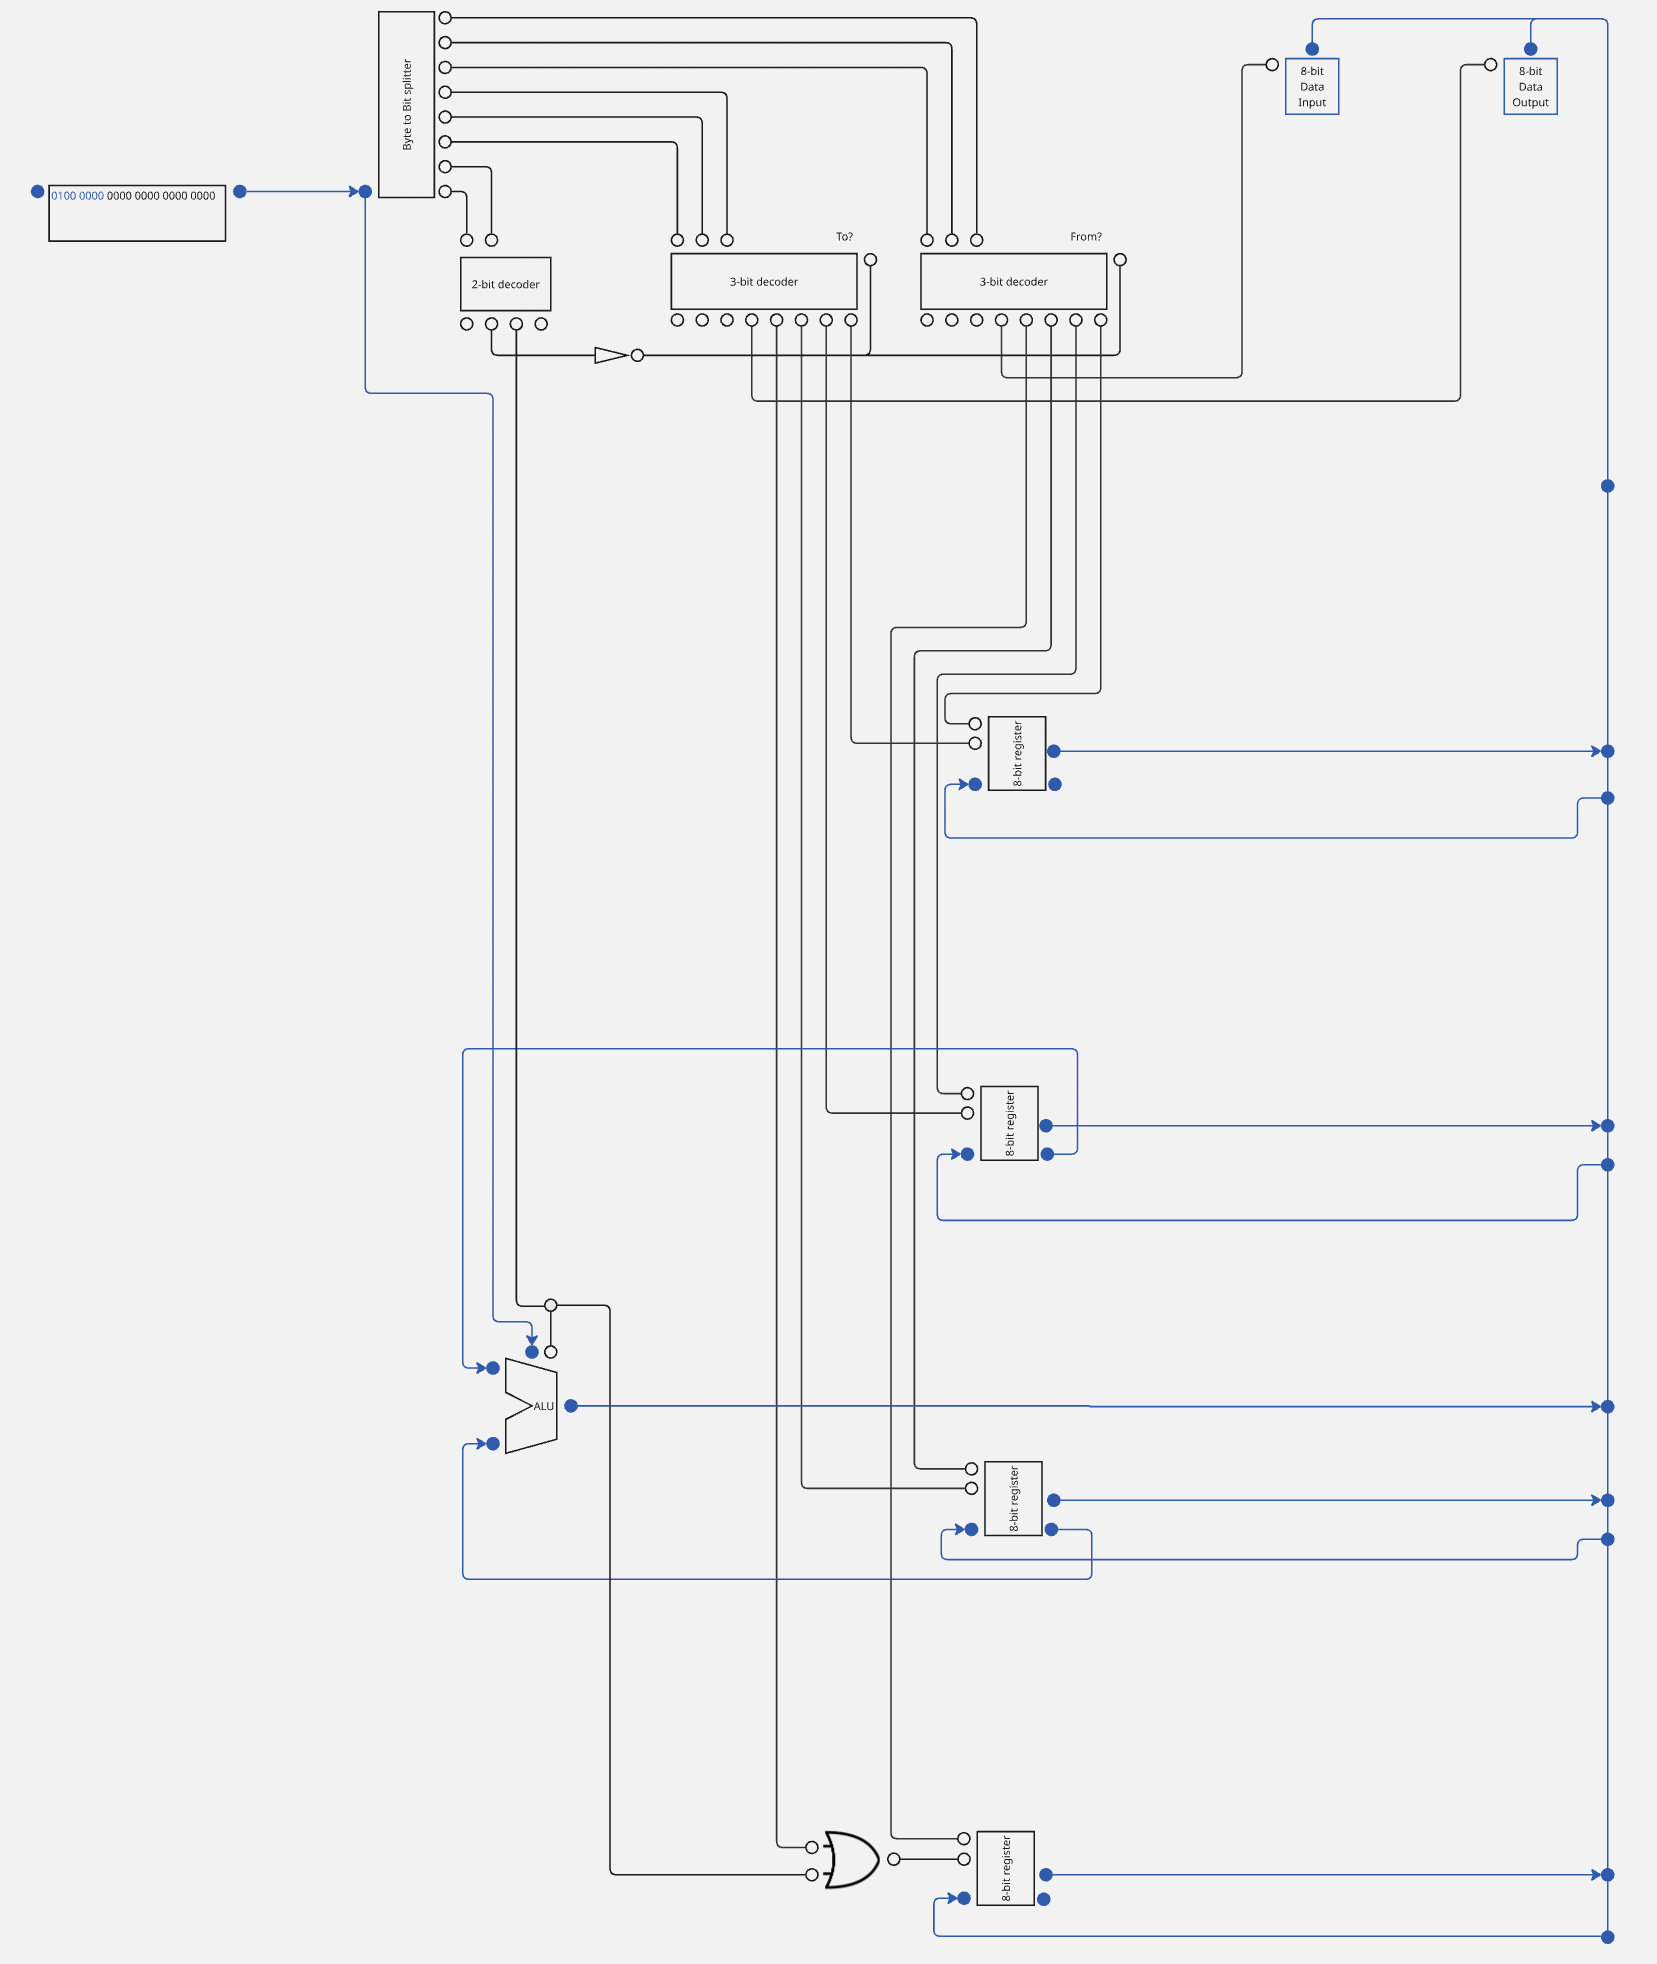 Byte to Bit splitter
8-bit
Data
Input
8-bit
Data
Output
0100 0000 0000 0000 0000 0000
To?
From?
2-bit decoder
3-bit decoder
3-bit decoder
8-bit register
8-bit register
ALU
8-bit register
8-bit register